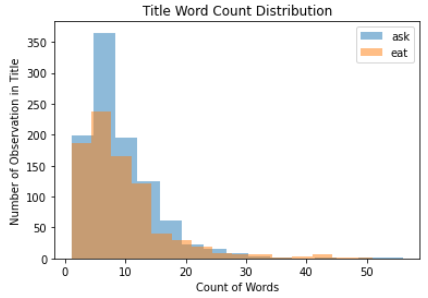 Title Word Count Distribution
ask
eat
350
300
250
200
150
100
50
0
Number of Observation in Title
0 10 20 30 40 50
Count of Words